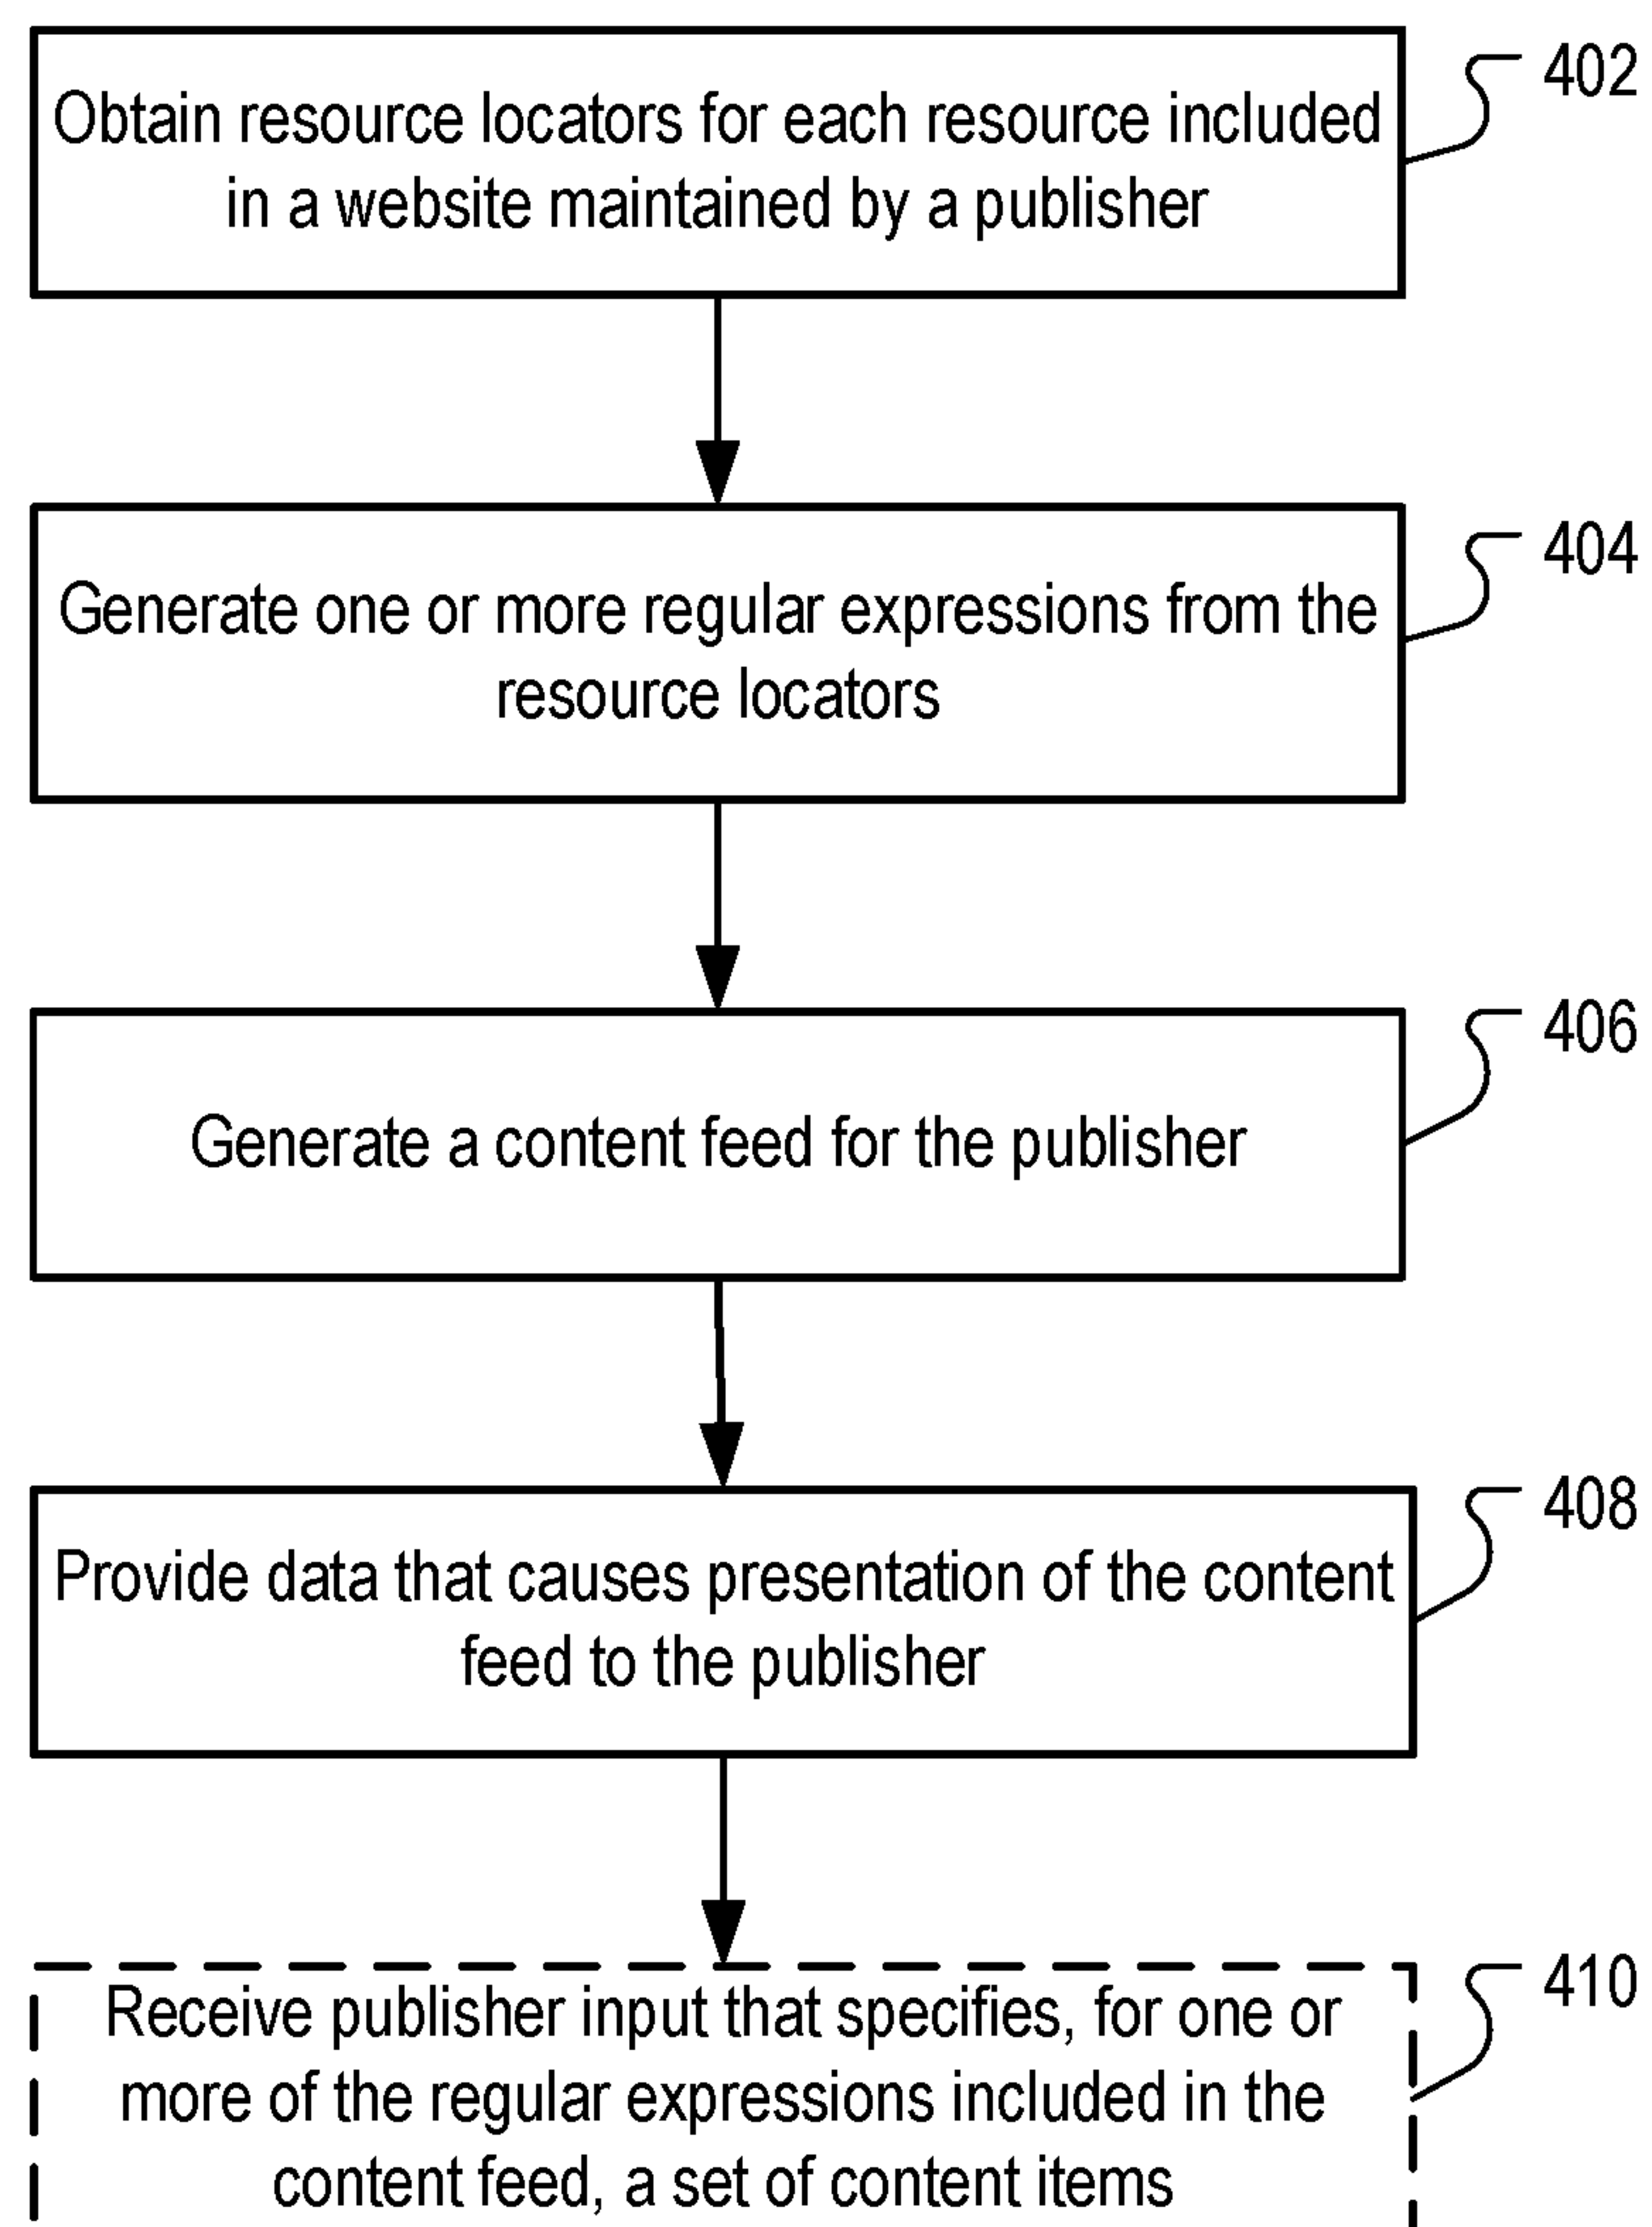 Obtain resource locators for each resource included
in a website maintained by a publisher
402
Generate one or more regular expressions from the
resource locators
404
Generate a content feed for the publisher
406
Provide data that causes presentation of the content
feed to the publisher
408
Receive publisher input that specifies, for one or
more of the regular expressions included in the
content feed, a set of content items
410